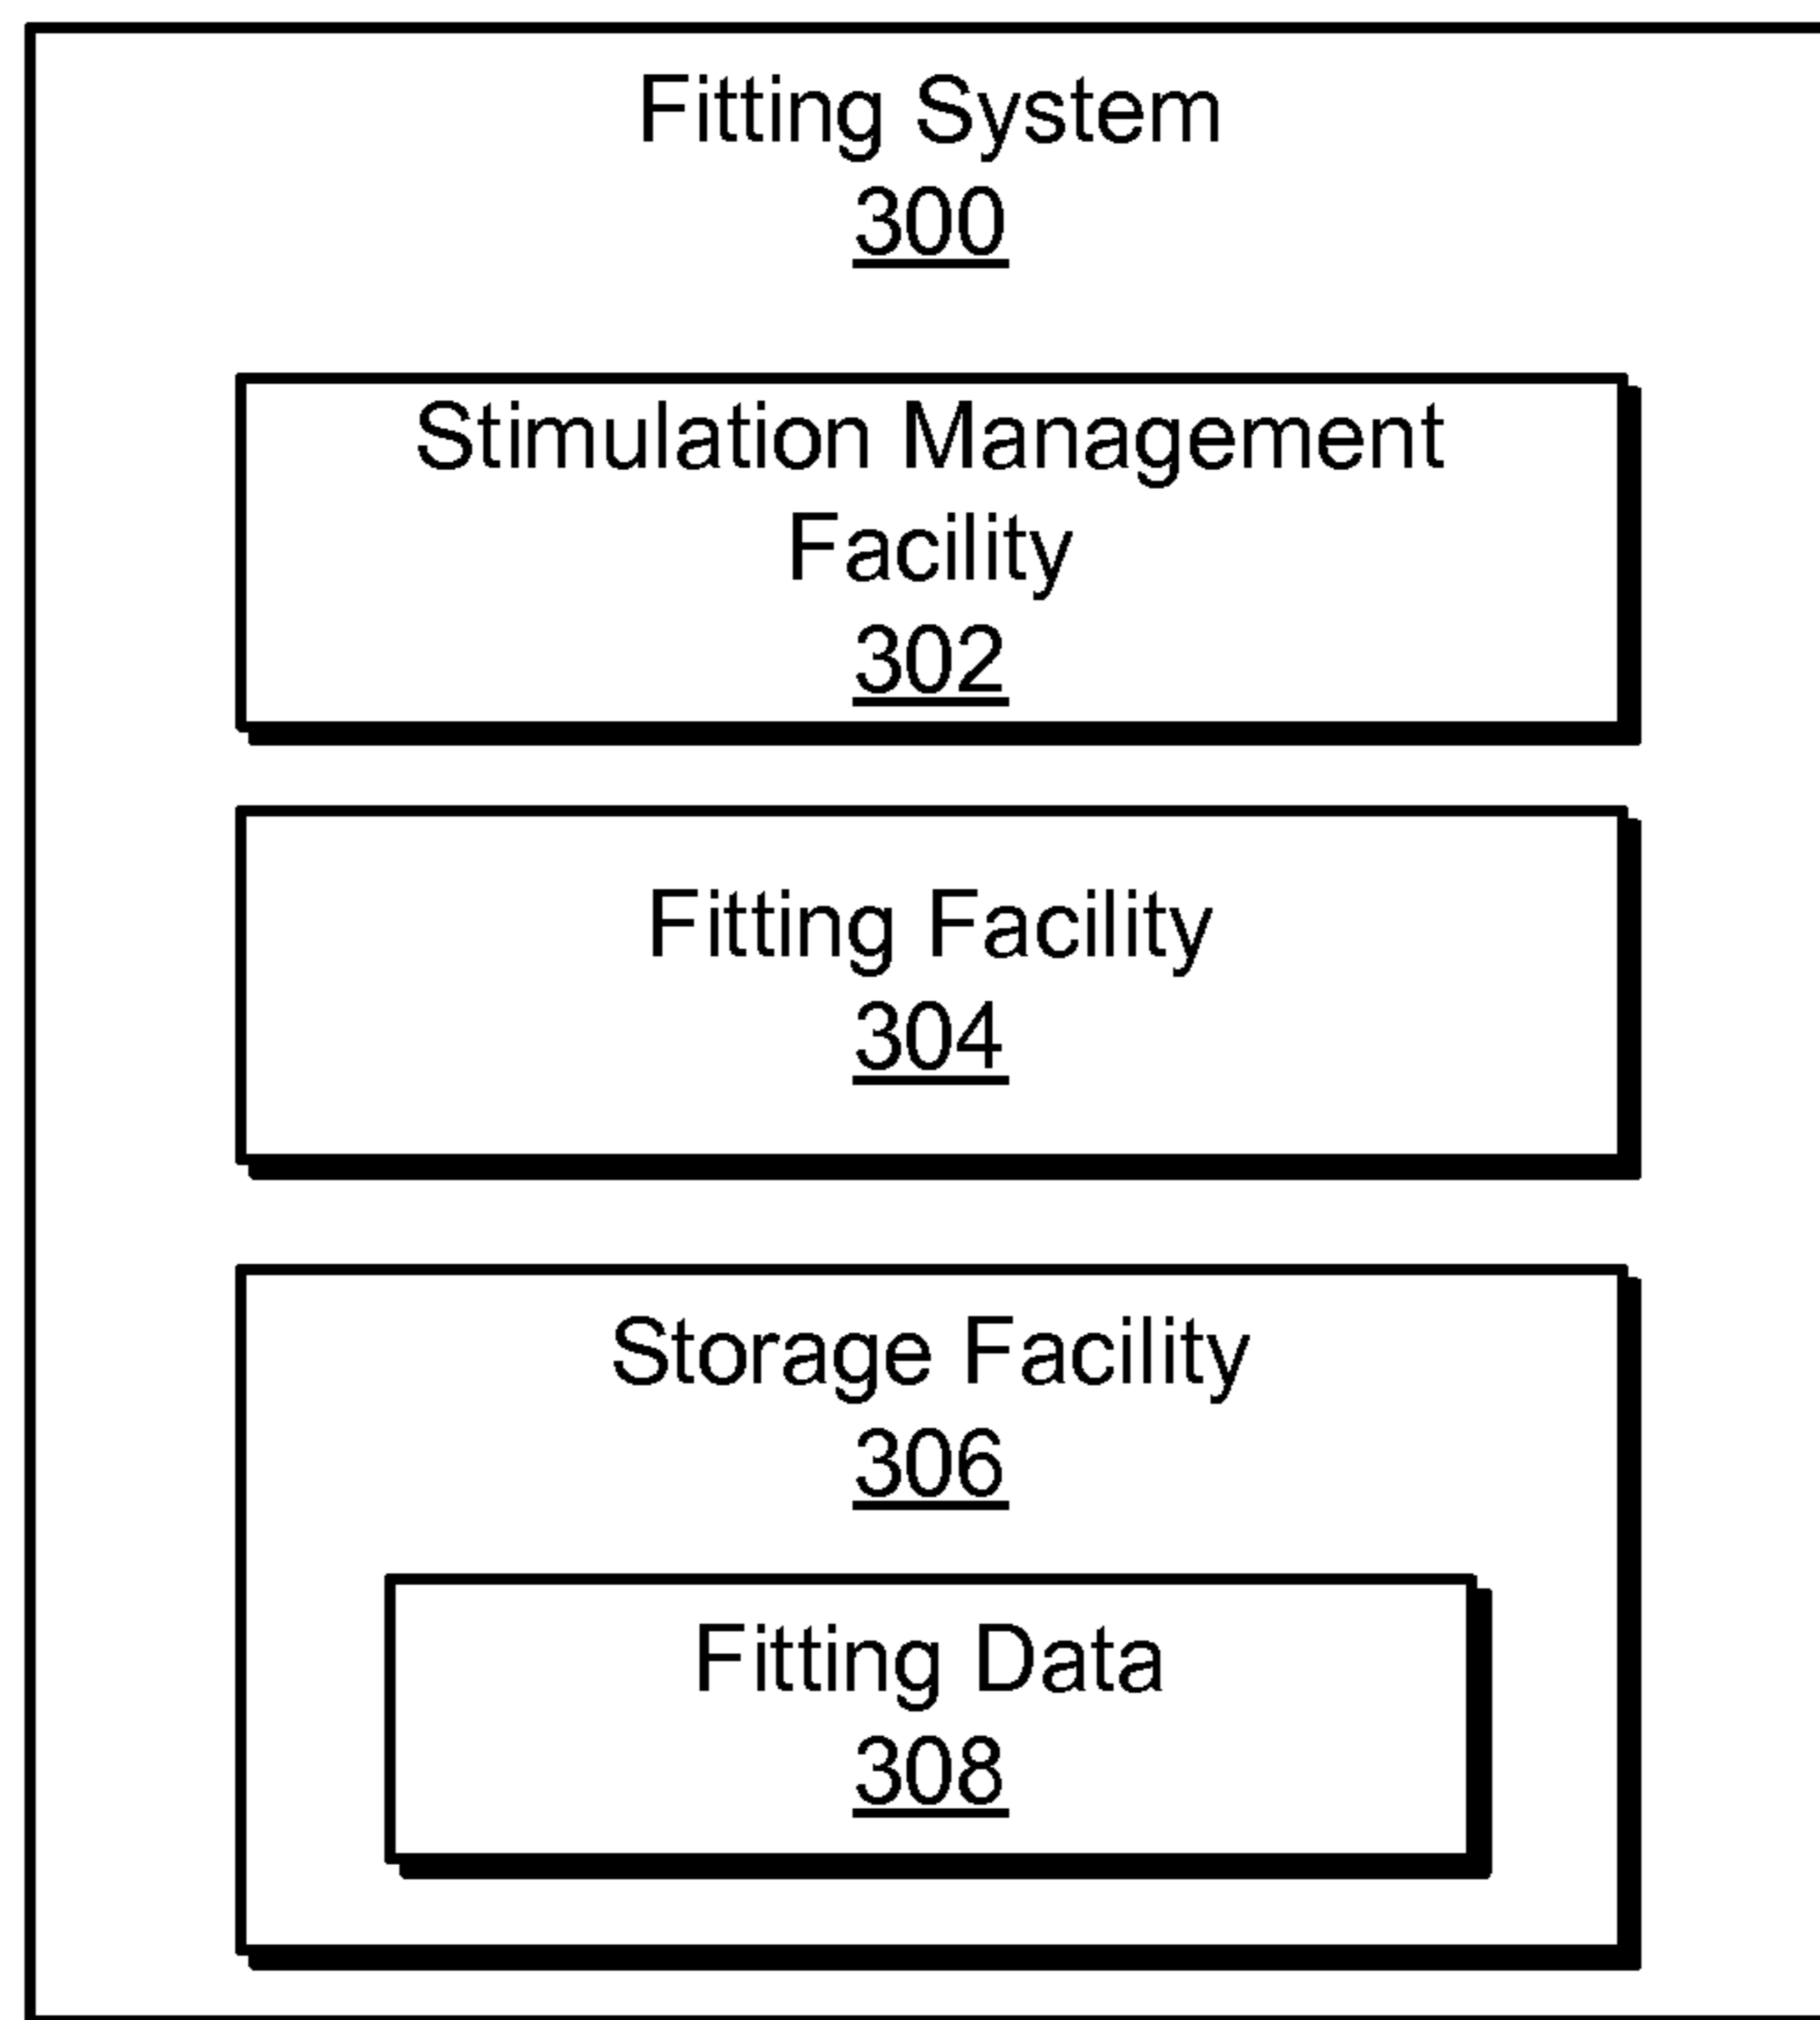 Fitting System
300
Stimulation Management
Facility
302
Fitting Facility
304
Storage Facility
306
Fitting Data
308